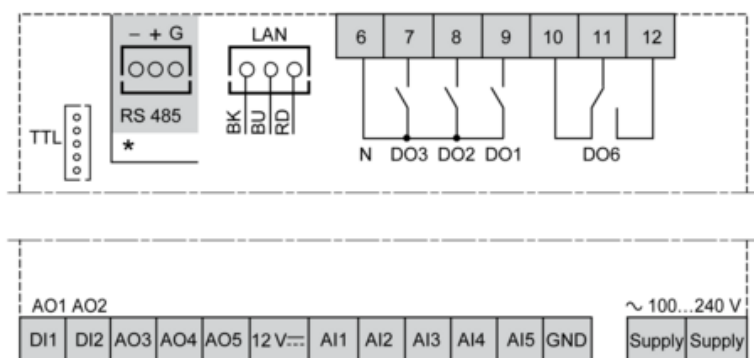 − + G LAN 6 7 8 9 10 11 12
RS 485
TTL
*
BK BU RD
N DO3 DO2 DO1 DO6
AO1 AO2 ~ 100...240 V
DI1 DI2 AO3 AO4 AO5 12 V⎓ AI1 AI2 AI3 AI4 AI5 GND Supply Supply